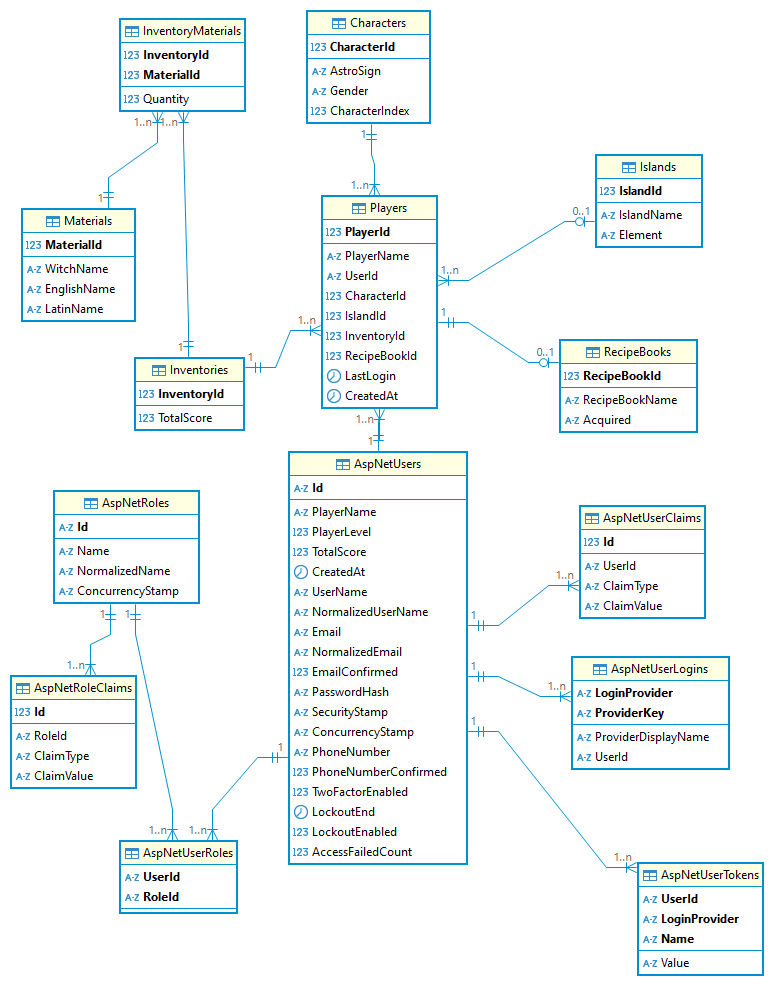 InventoryMaterials
123 InventoryId
123 MaterialId
123 Quantity
1..n
1..n
Characters
123 CharacterId
A-Z AstroSign
A-Z Gender
123 CharacterIndex
1
1..n
Islands
123 IslandId
A-Z IslandName
A-Z Element
0..1
1..n
Materials
123 MaterialId
A-Z WitchName
A-Z EnglishName
A-Z LatinName
1
Players
123 PlayerId
A-Z PlayerName
A-Z UserId
123 CharacterId
123 IslandId
123 InventoryId
123 RecipeBookId
LastLogin
CreatedAt
1..n
1
1
Inventories
123 InventoryId
123 TotalScore
1
0..1
RecipeBooks
123 RecipeBookId
A-Z RecipeBookName
A-Z Acquired
1..n
1
AspNetUsers
A-Z Id
A-Z PlayerName
123 PlayerLevel
123 TotalScore
CreatedAt
A-Z UserName
A-Z NormalizedUserName
A-Z Email
A-Z NormalizedEmail
123 EmailConfirmed
A-Z PasswordHash
A-Z SecurityStamp
A-Z ConcurrencyStamp
A-Z PhoneNumber
123 PhoneNumberConfirmed
123 TwoFactorEnabled
LockoutEnd
123 LockoutEnabled
123 AccessFailedCount
AspNetRoles
A-Z Id
A-Z Name
A-Z NormalizedName
A-Z ConcurrencyStamp
1
1
1..n
AspNetRoleClaims
123 Id
A-Z RoleId
A-Z ClaimType
A-Z ClaimValue
1
1..n
1..n
AspNetUserRoles
A-Z UserId
A-Z RoleId
AspNetUserClaims
123 Id
A-Z UserId
A-Z ClaimType
A-Z ClaimValue
1..n
1
1
1..n
AspNetUserLogins
A-Z LoginProvider
A-Z ProviderKey
A-Z ProviderDisplayName
A-Z UserId
1
1..n
AspNetUserTokens
A-Z UserId
A-Z LoginProvider
A-Z Name
A-Z Value